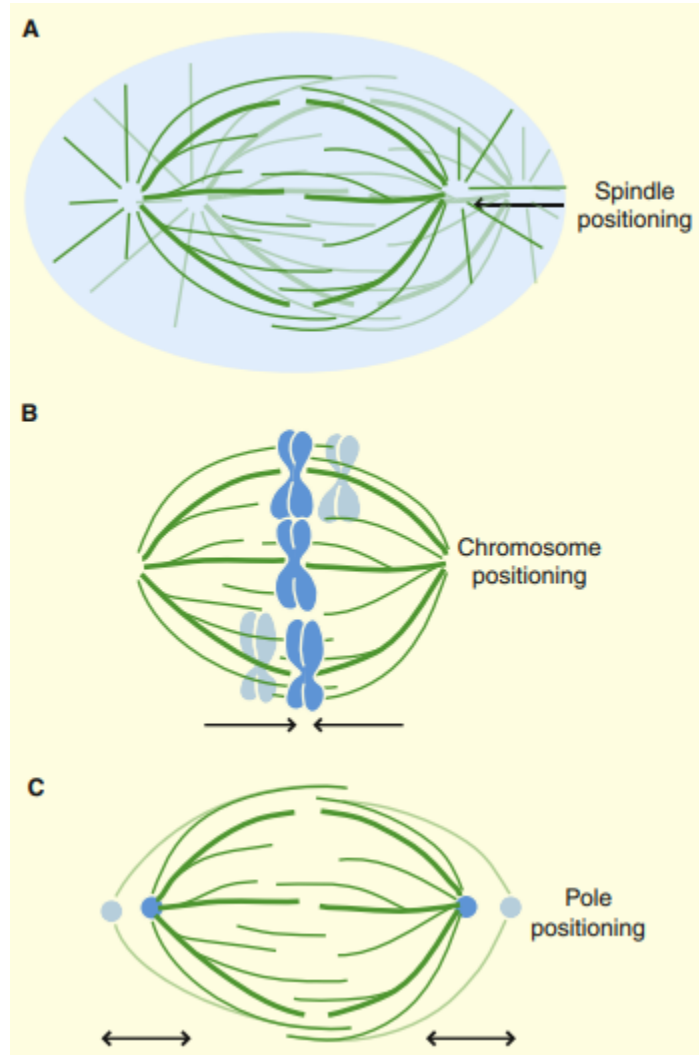 A
Spindle
positioning
B
Chromosome
positioning
C
Pole
positioning